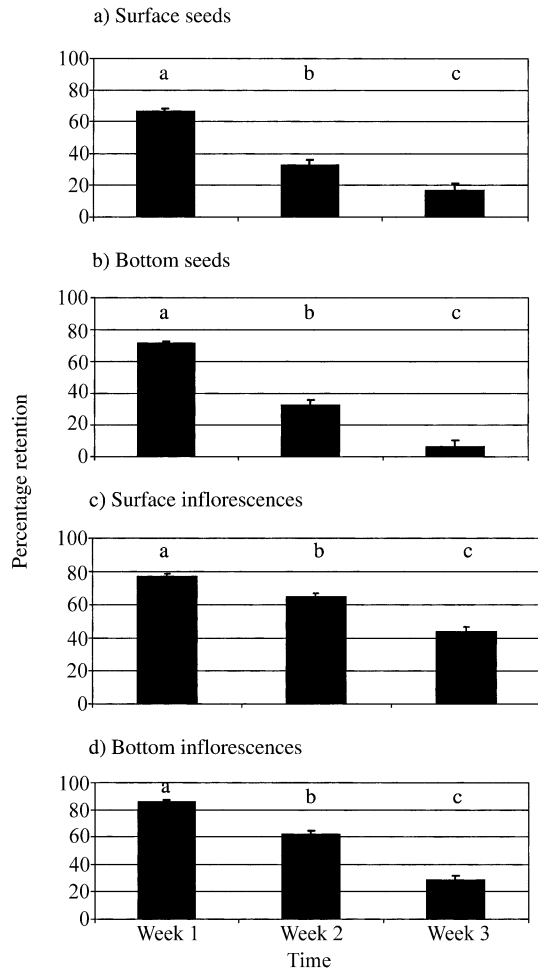 a) Surface seeds
100
a b c
80
60
40
20
0
b) Bottom seeds
100
a b c
80
60
40
20
0
Percentage retention
c) Surface inflorescences
100
a b c
80
60
40
20
0
d) Bottom inflorescences
100
a b c
80
60
40
20
0
Week 1 Week 2 Week 3
Time